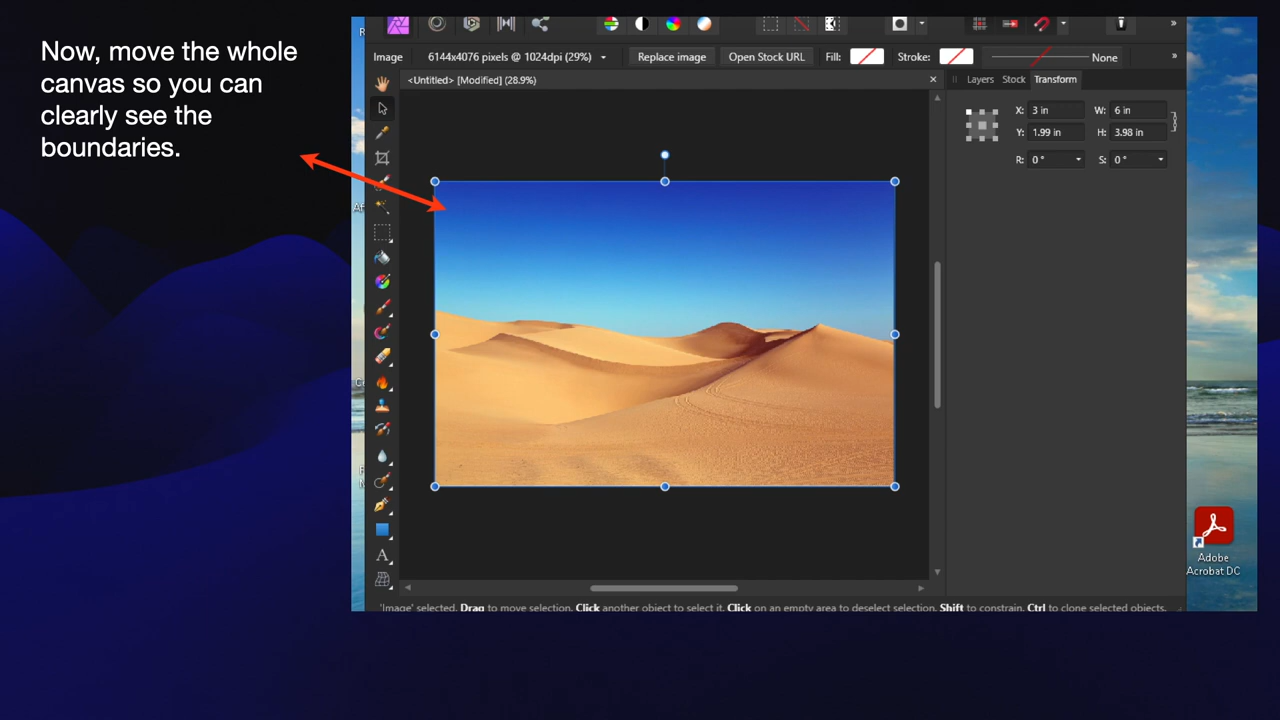 Now, move the whole
canvas so you can
clearly see the
boundaries.
Image 6144x4076 pixels @ 1024dpi (29%) Replace image Open Stock URL Fill: Stroke: None
<Untitled> [Modified] (28.9%)
Layers Stock Transform
X: 3 in W: 6 in
Y: 1.99 in H: 3.98 in
R: 0 ° S: 0 °
Adobe
Acrobat DC
'Image' selected. Drag to move selection. Click another object to select it. Click on an empty area to deselect selection. Shift to constrain. Ctrl to clone selected objects.